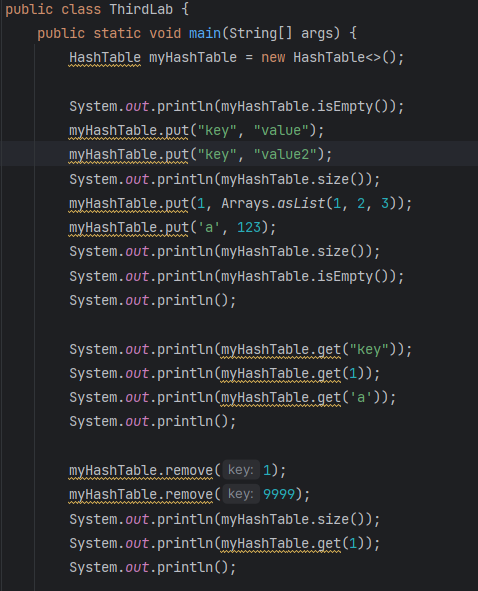 public class ThirdLab {
    public static void main(String[] args) {
        HashTable myHashTable = new HashTable<>();
        System.out.println(myHashTable.isEmpty());
        myHashTable.put("key", "value");
        myHashTable.put("key", "value2");
        System.out.println(myHashTable.size());
        myHashTable.put(1, Arrays.asList(1, 2, 3));
        myHashTable.put('a', 123);
        System.out.println(myHashTable.size());
        System.out.println(myHashTable.isEmpty());
        System.out.println();
        System.out.println(myHashTable.get("key"));
        System.out.println(myHashTable.get(1));
        System.out.println(myHashTable.get('a'));
        System.out.println();
        myHashTable.remove( key: 1);
        myHashTable.remove( key: 9999);
        System.out.println(myHashTable.size());
        System.out.println(myHashTable.get(1));
        System.out.println();